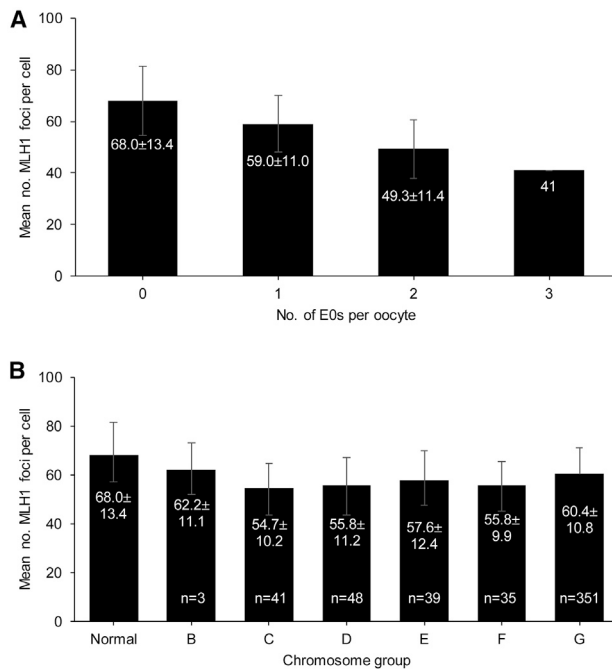 A
100
80
60
40
20
0
Mean no. MLH1 foci per cell
68.0±13.4
59.0±11.0
49.3±11.4
41
0 1 2 3
No. of E0s per oocyte
B
100
80
60
40
20
0
Mean no. MLH1 foci per cell
68.0±
13.4
62.2±
11.1
n=3
54.7±
10.2
n=41
55.8±
11.2
n=48
57.6±
12.4
n=39
55.8±
9.9
n=35
60.4±
10.8
n=351
Normal B C D E F G
Chromosome group